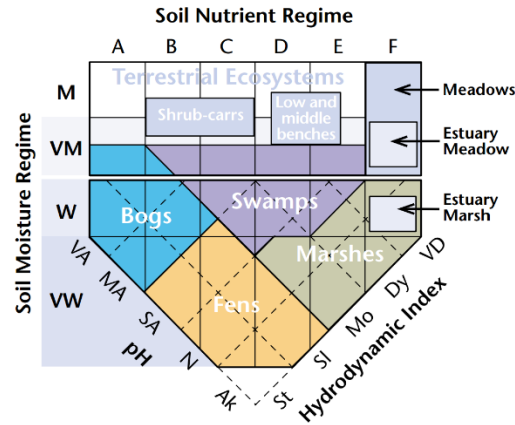 Soil Nutrient Regime
A B C D E F
Soil Moisture Regime
M
VM
W
VW
Terrestrial Ecosystems
Shrub-carrs
Low and
middle
benches
Meadows
Estuary
Meadow
Estuary
Marsh
Bogs
Swamps
Marshes
Fens
VA
MA
SA
N
Ak
pH
St
Sl
Mo
Dy
VD
Hydrodynamic Index